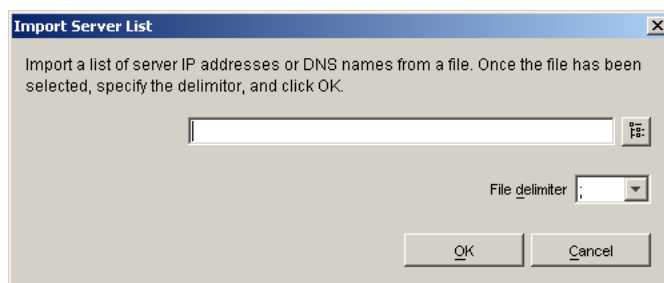 Import Server List
Import a list of server IP addresses or DNS names from a file. Once the file has been
selected, specify the delimitor, and click OK.
File delimiter ;
OK Cancel